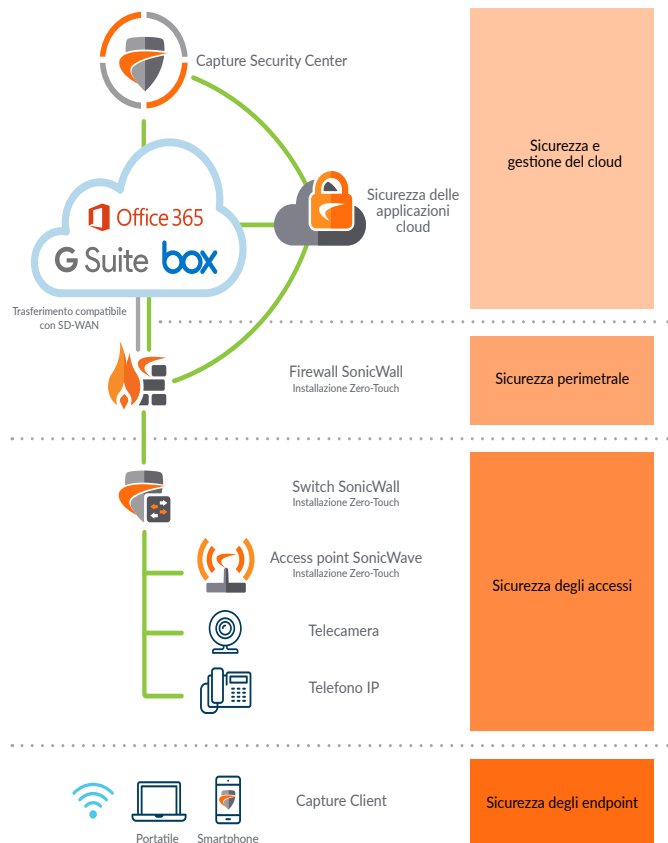 Capture Security Center
Sicurezza e
gestione del cloud
Office 365
G Suite box
Sicurezza delle
applicazioni
cloud
Trasferimento compatibile
con SD-WAN
Firewall SonicWall
Installazione Zero-Touch
Sicurezza perimetrale
Switch SonicWall
Installazione Zero-Touch
Access point SonicWave
Installazione Zero-Touch
Sicurezza degli accessi
Telecamera
Telefono IP
Capture Client
Sicurezza degli endpoint
Portatile
Smartphone